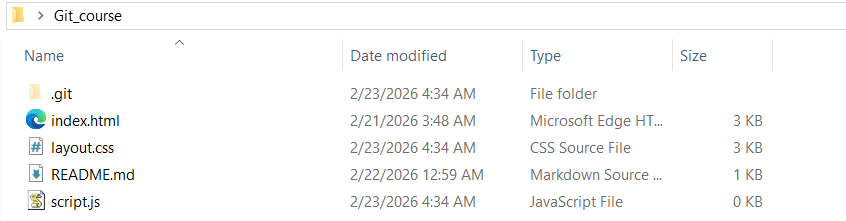 > Git_course
Name Date modified Type Size
.git 2/23/2026 4:34 AM File folder
index.html 2/21/2026 3:48 AM Microsoft Edge HT... 3 KB
layout.css 2/23/2026 4:34 AM CSS Source File 3 KB
README.md 2/22/2026 12:59 AM Markdown Source ... 1 KB
script.js 2/23/2026 4:34 AM JavaScript File 0 KB